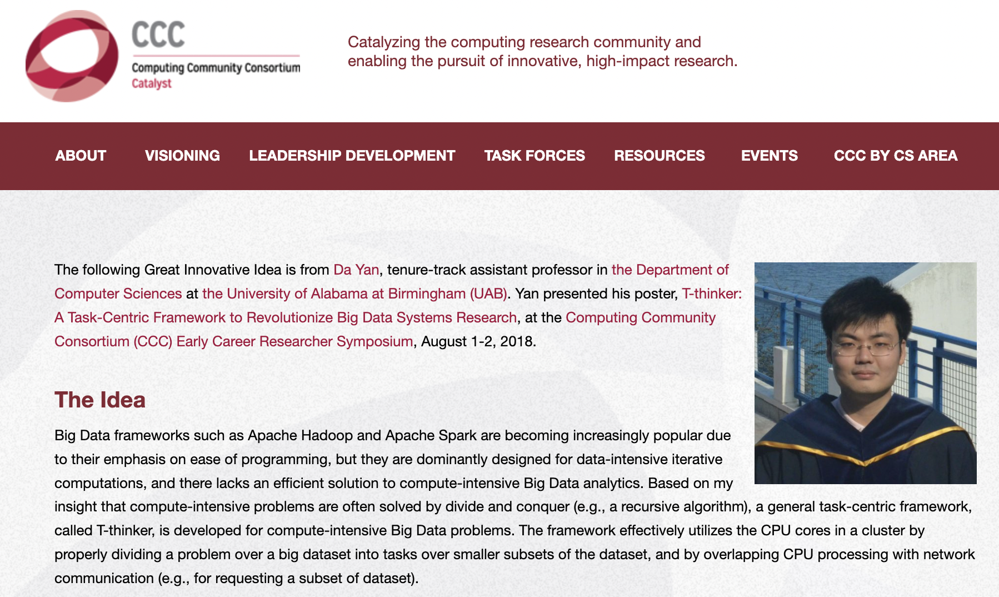 CCC
Computing Community Consortium
Catalyst
Catalyzing the computing research community and
enabling the pursuit of innovative, high-impact research.
ABOUT VISIONING LEADERSHIP DEVELOPMENT TASK FORCES RESOURCES EVENTS CCC BY CS AREA
The following Great Innovative Idea is from Da Yan, tenure-track assistant professor in the Department of
Computer Sciences at the University of Alabama at Birmingham (UAB). Yan presented his poster, T-thinker:
A Task-Centric Framework to Revolutionize Big Data Systems Research, at the Computing Community
Consortium (CCC) Early Career Researcher Symposium, August 1-2, 2018.
The Idea
Big Data frameworks such as Apache Hadoop and Apache Spark are becoming increasingly popular due
to their emphasis on ease of programming, but they are dominantly designed for data-intensive iterative
computations, and there lacks an efficient solution to compute-intensive Big Data analytics. Based on my
insight that compute-intensive problems are often solved by divide and conquer (e.g., a recursive algorithm), a general task-centric framework,
called T-thinker, is developed for compute-intensive Big Data problems. The framework effectively utilizes the CPU cores in a cluster by
properly dividing a problem over a big dataset into tasks over smaller subsets of the dataset, and by overlapping CPU processing with network
communication (e.g., for requesting a subset of dataset).